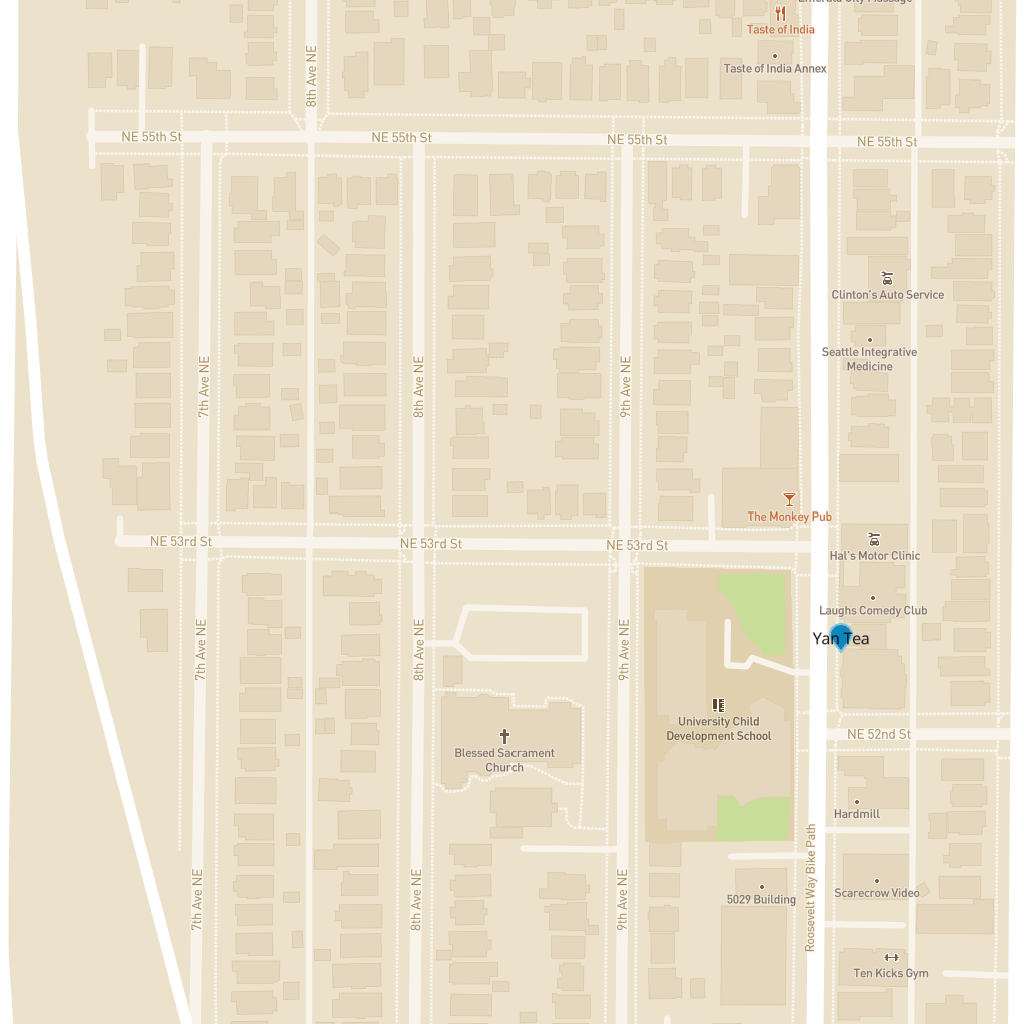 Emerald City Massage
Taste of India
Taste of India Annex
8th Ave NE
NE 55th St
NE 55th St
NE 55th St
NE 55th St
Clinton's Auto Service
Seattle Integrative
Medicine
7th Ave NE
8th Ave NE
9th Ave NE
The Monkey Pub
NE 53rd St
NE 53rd St
NE 53rd St
Hal's Motor Clinic
Laughs Comedy Club
Yan Tea
7th Ave NE
8th Ave NE
9th Ave NE
University Child
Development School
NE 52nd St
Blessed Sacrament
Church
Hardmill
Roosevelt Way Bike Path
5029 Building
Scarecrow Video
7th Ave NE
8th Ave NE
9th Ave NE
Ten Kicks Gym